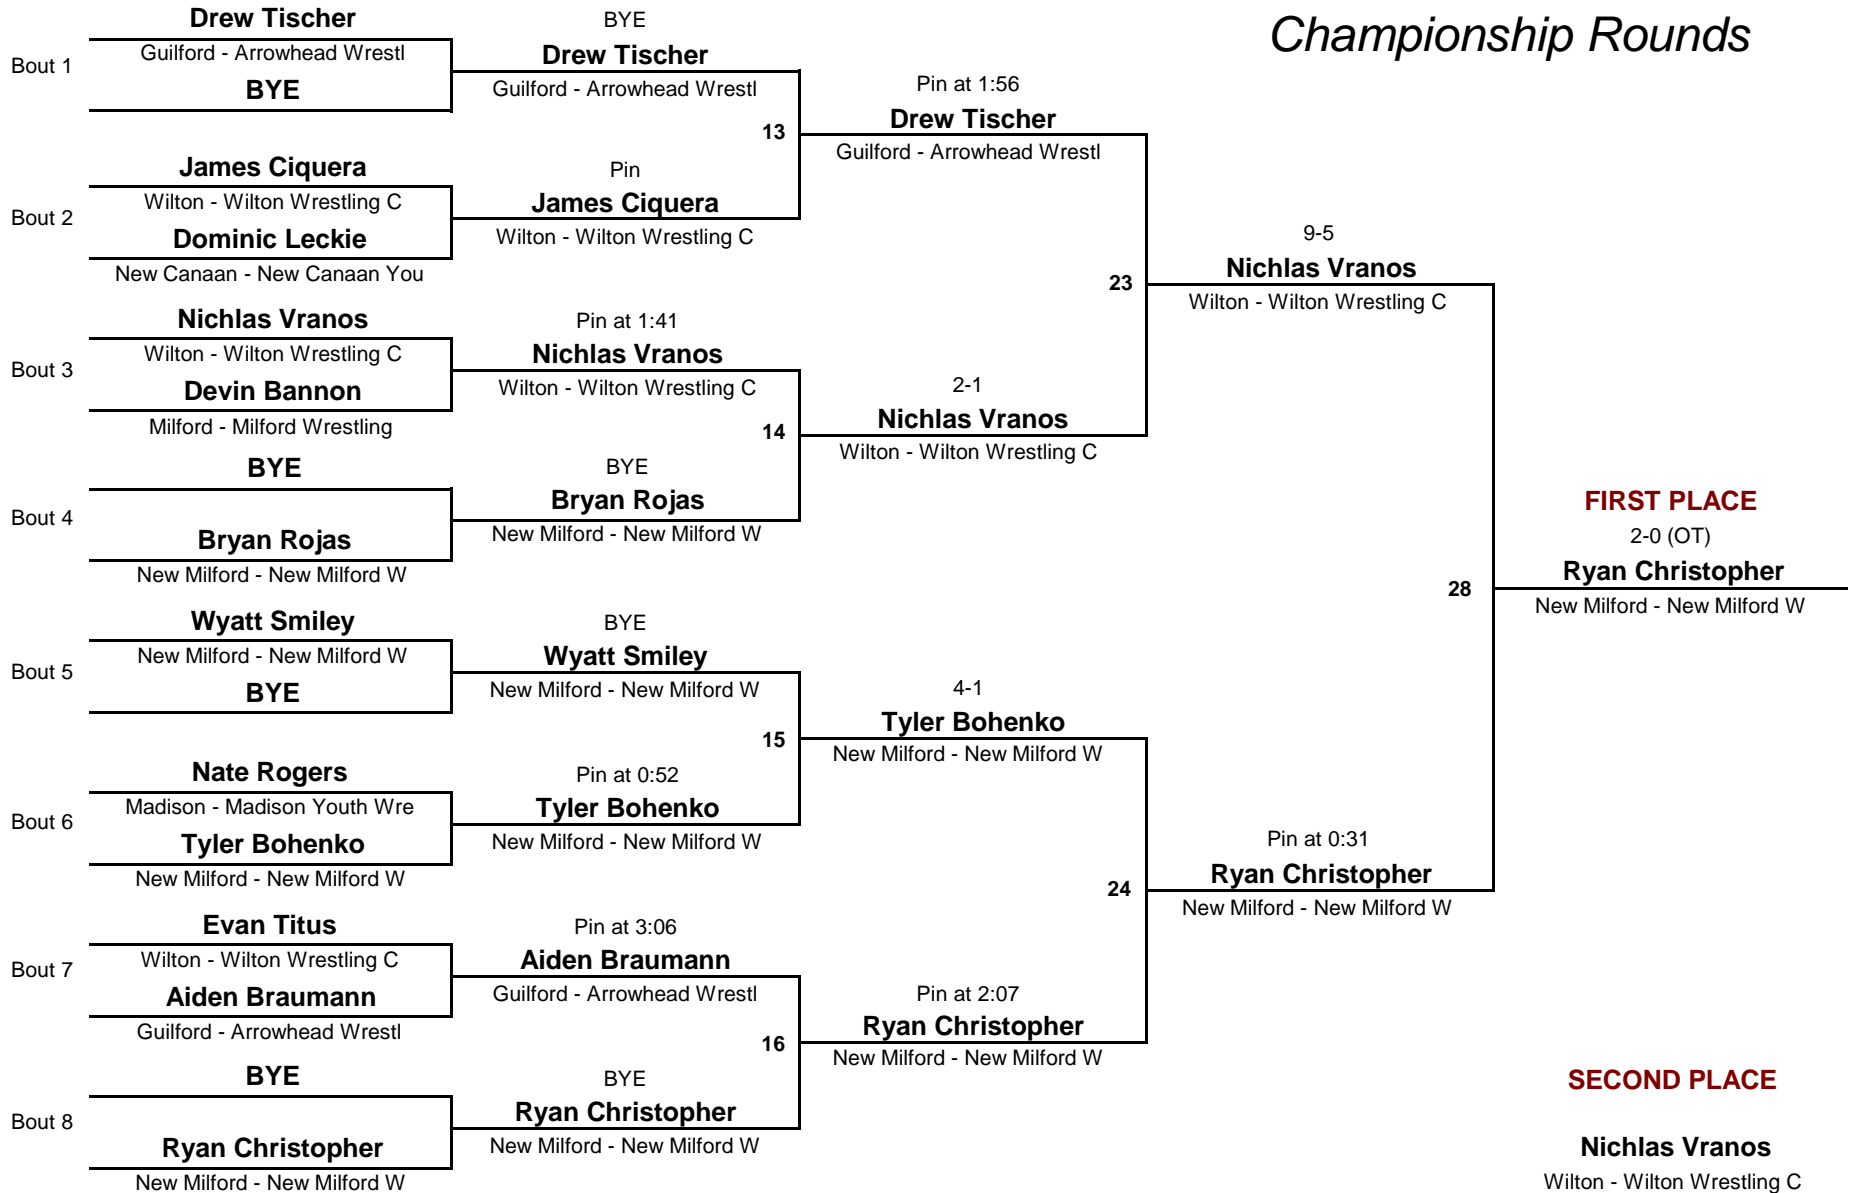 Championship Rounds
Bout 1
Drew Tischer
Guilford - Arrowhead Wrestl
BYE
Bout 2
James Ciquera
Wilton - Wilton Wrestling C
Dominic Leckie
New Canaan - New Canaan You
Bout 3
Nichlas Vranos
Wilton - Wilton Wrestling C
Devin Bannon
Milford - Milford Wrestling
Bout 4
BYE
Bryan Rojas
New Milford - New Milford W
Bout 5
Wyatt Smiley
New Milford - New Milford W
BYE
Bout 6
Nate Rogers
Madison - Madison Youth Wre
Tyler Bohenko
New Milford - New Milford W
Bout 7
Evan Titus
Wilton - Wilton Wrestling C
Aiden Braumann
Guilford - Arrowhead Wrestl
Bout 8
BYE
Ryan Christopher
New Milford - New Milford W
BYE
Drew Tischer
Guilford - Arrowhead Wrestl
13
Pin
James Ciquera
Wilton - Wilton Wrestling C
Pin at 1:41
Nichlas Vranos
Wilton - Wilton Wrestling C
14
BYE
Bryan Rojas
New Milford - New Milford W
BYE
Wyatt Smiley
New Milford - New Milford W
15
Pin at 0:52
Tyler Bohenko
New Milford - New Milford W
Pin at 3:06
Aiden Braumann
Guilford - Arrowhead Wrestl
16
BYE
Ryan Christopher
New Milford - New Milford W
Pin at 1:56
Drew Tischer
Guilford - Arrowhead Wrestl
23
2-1
Nichlas Vranos
Wilton - Wilton Wrestling C
4-1
Tyler Bohenko
New Milford - New Milford W
24
Pin at 2:07
Ryan Christopher
New Milford - New Milford W
9-5
Nichlas Vranos
Wilton - Wilton Wrestling C
28
Pin at 0:31
Ryan Christopher
New Milford - New Milford W
FIRST PLACE
2-0 (OT)
Ryan Christopher
New Milford - New Milford W
SECOND PLACE
Nichlas Vranos
Wilton - Wilton Wrestling C